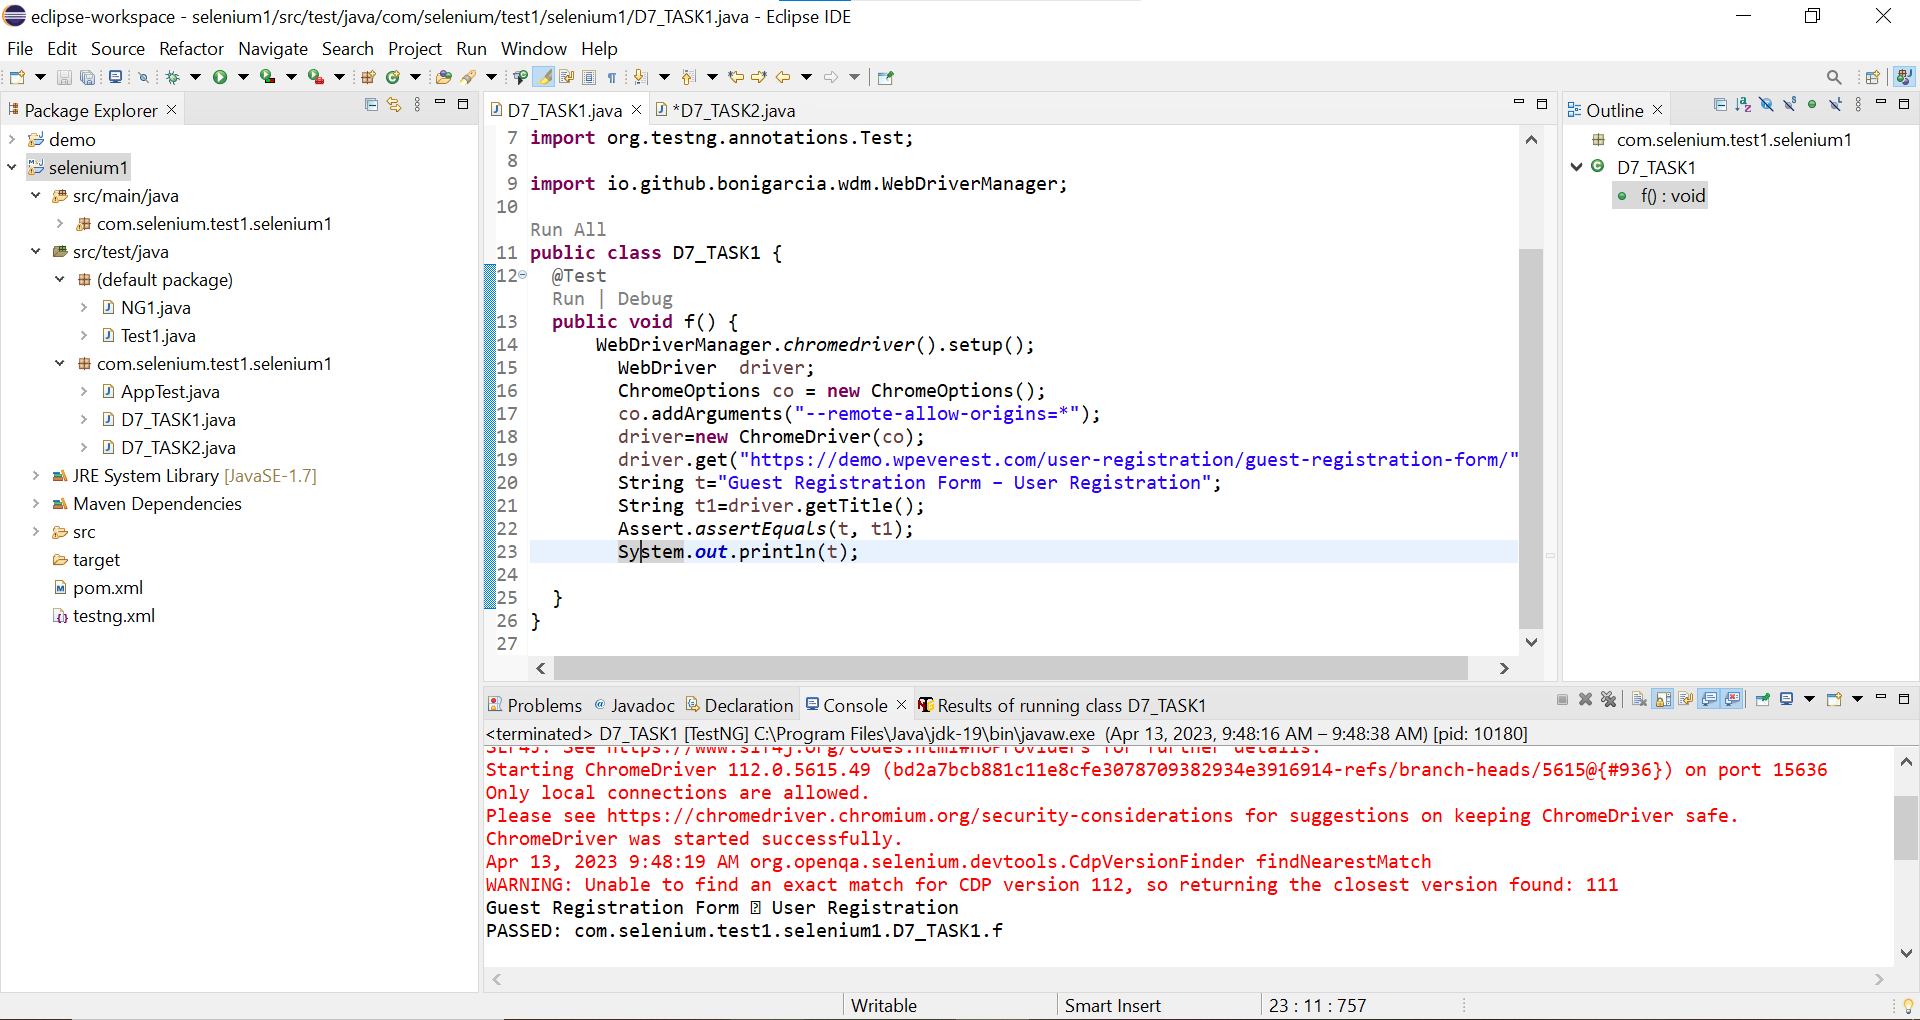 eclipse-workspace - selenium1/src/test/java/com/selenium/test1/selenium1/D7_TASK1.java - Eclipse IDE
File Edit Source Refactor Navigate Search Project Run Window Help
Package Explorer
demo
selenium1
src/main/java
com.selenium.test1.selenium1
src/test/java
(default package)
NG1.java
Test1.java
com.selenium.test1.selenium1
AppTest.java
D7_TASK1.java
D7_TASK2.java
JRE System Library [JavaSE-1.7]
Maven Dependencies
src
target
pom.xml
testng.xml
D7_TASK1.java *D7_TASK2.java
7 import org.testng.annotations.Test;
8
9 import io.github.bonigarcia.wdm.WebDriverManager;
10
Run All
11 public class D7_TASK1 {
12 @Test
Run | Debug
13 public void f() {
14 WebDriverManager.chromedriver().setup();
15 WebDriver  driver;
16 ChromeOptions co = new ChromeOptions();
17 co.addArguments("--remote-allow-origins=*");
18 driver=new ChromeDriver(co);
19 driver.get("https://demo.wpeverest.com/user-registration/guest-registration-form/"
20 String t="Guest Registration Form – User Registration";
21 String t1=driver.getTitle();
22 Assert.assertEquals(t, t1);
23 System.out.println(t);
24
25 }
26 }
27
Outline
com.selenium.test1.selenium1
D7_TASK1
f() : void
Problems @ Javadoc Declaration Console Results of running class D7_TASK1
<terminated> D7_TASK1 [TestNG] C:\Program Files\Java\jdk-19\bin\javaw.exe (Apr 13, 2023, 9:48:16 AM – 9:48:38 AM) [pid: 10180]
SLF4J: See https://www.slf4j.org/codes.html#noProviders for further details.
Starting ChromeDriver 112.0.5615.49 (bd2a7bcb881c11e8cfe3078709382934e3916914-refs/branch-heads/5615@{#936}) on port 15636
Only local connections are allowed.
Please see https://chromedriver.chromium.org/security-considerations for suggestions on keeping ChromeDriver safe.
ChromeDriver was started successfully.
Apr 13, 2023 9:48:19 AM org.openqa.selenium.devtools.CdpVersionFinder findNearestMatch
WARNING: Unable to find an exact match for CDP version 112, so returning the closest version found: 111
Guest Registration Form ⍰ User Registration
PASSED: com.selenium.test1.selenium1.D7_TASK1.f
Writable Smart Insert 23 : 11 : 757